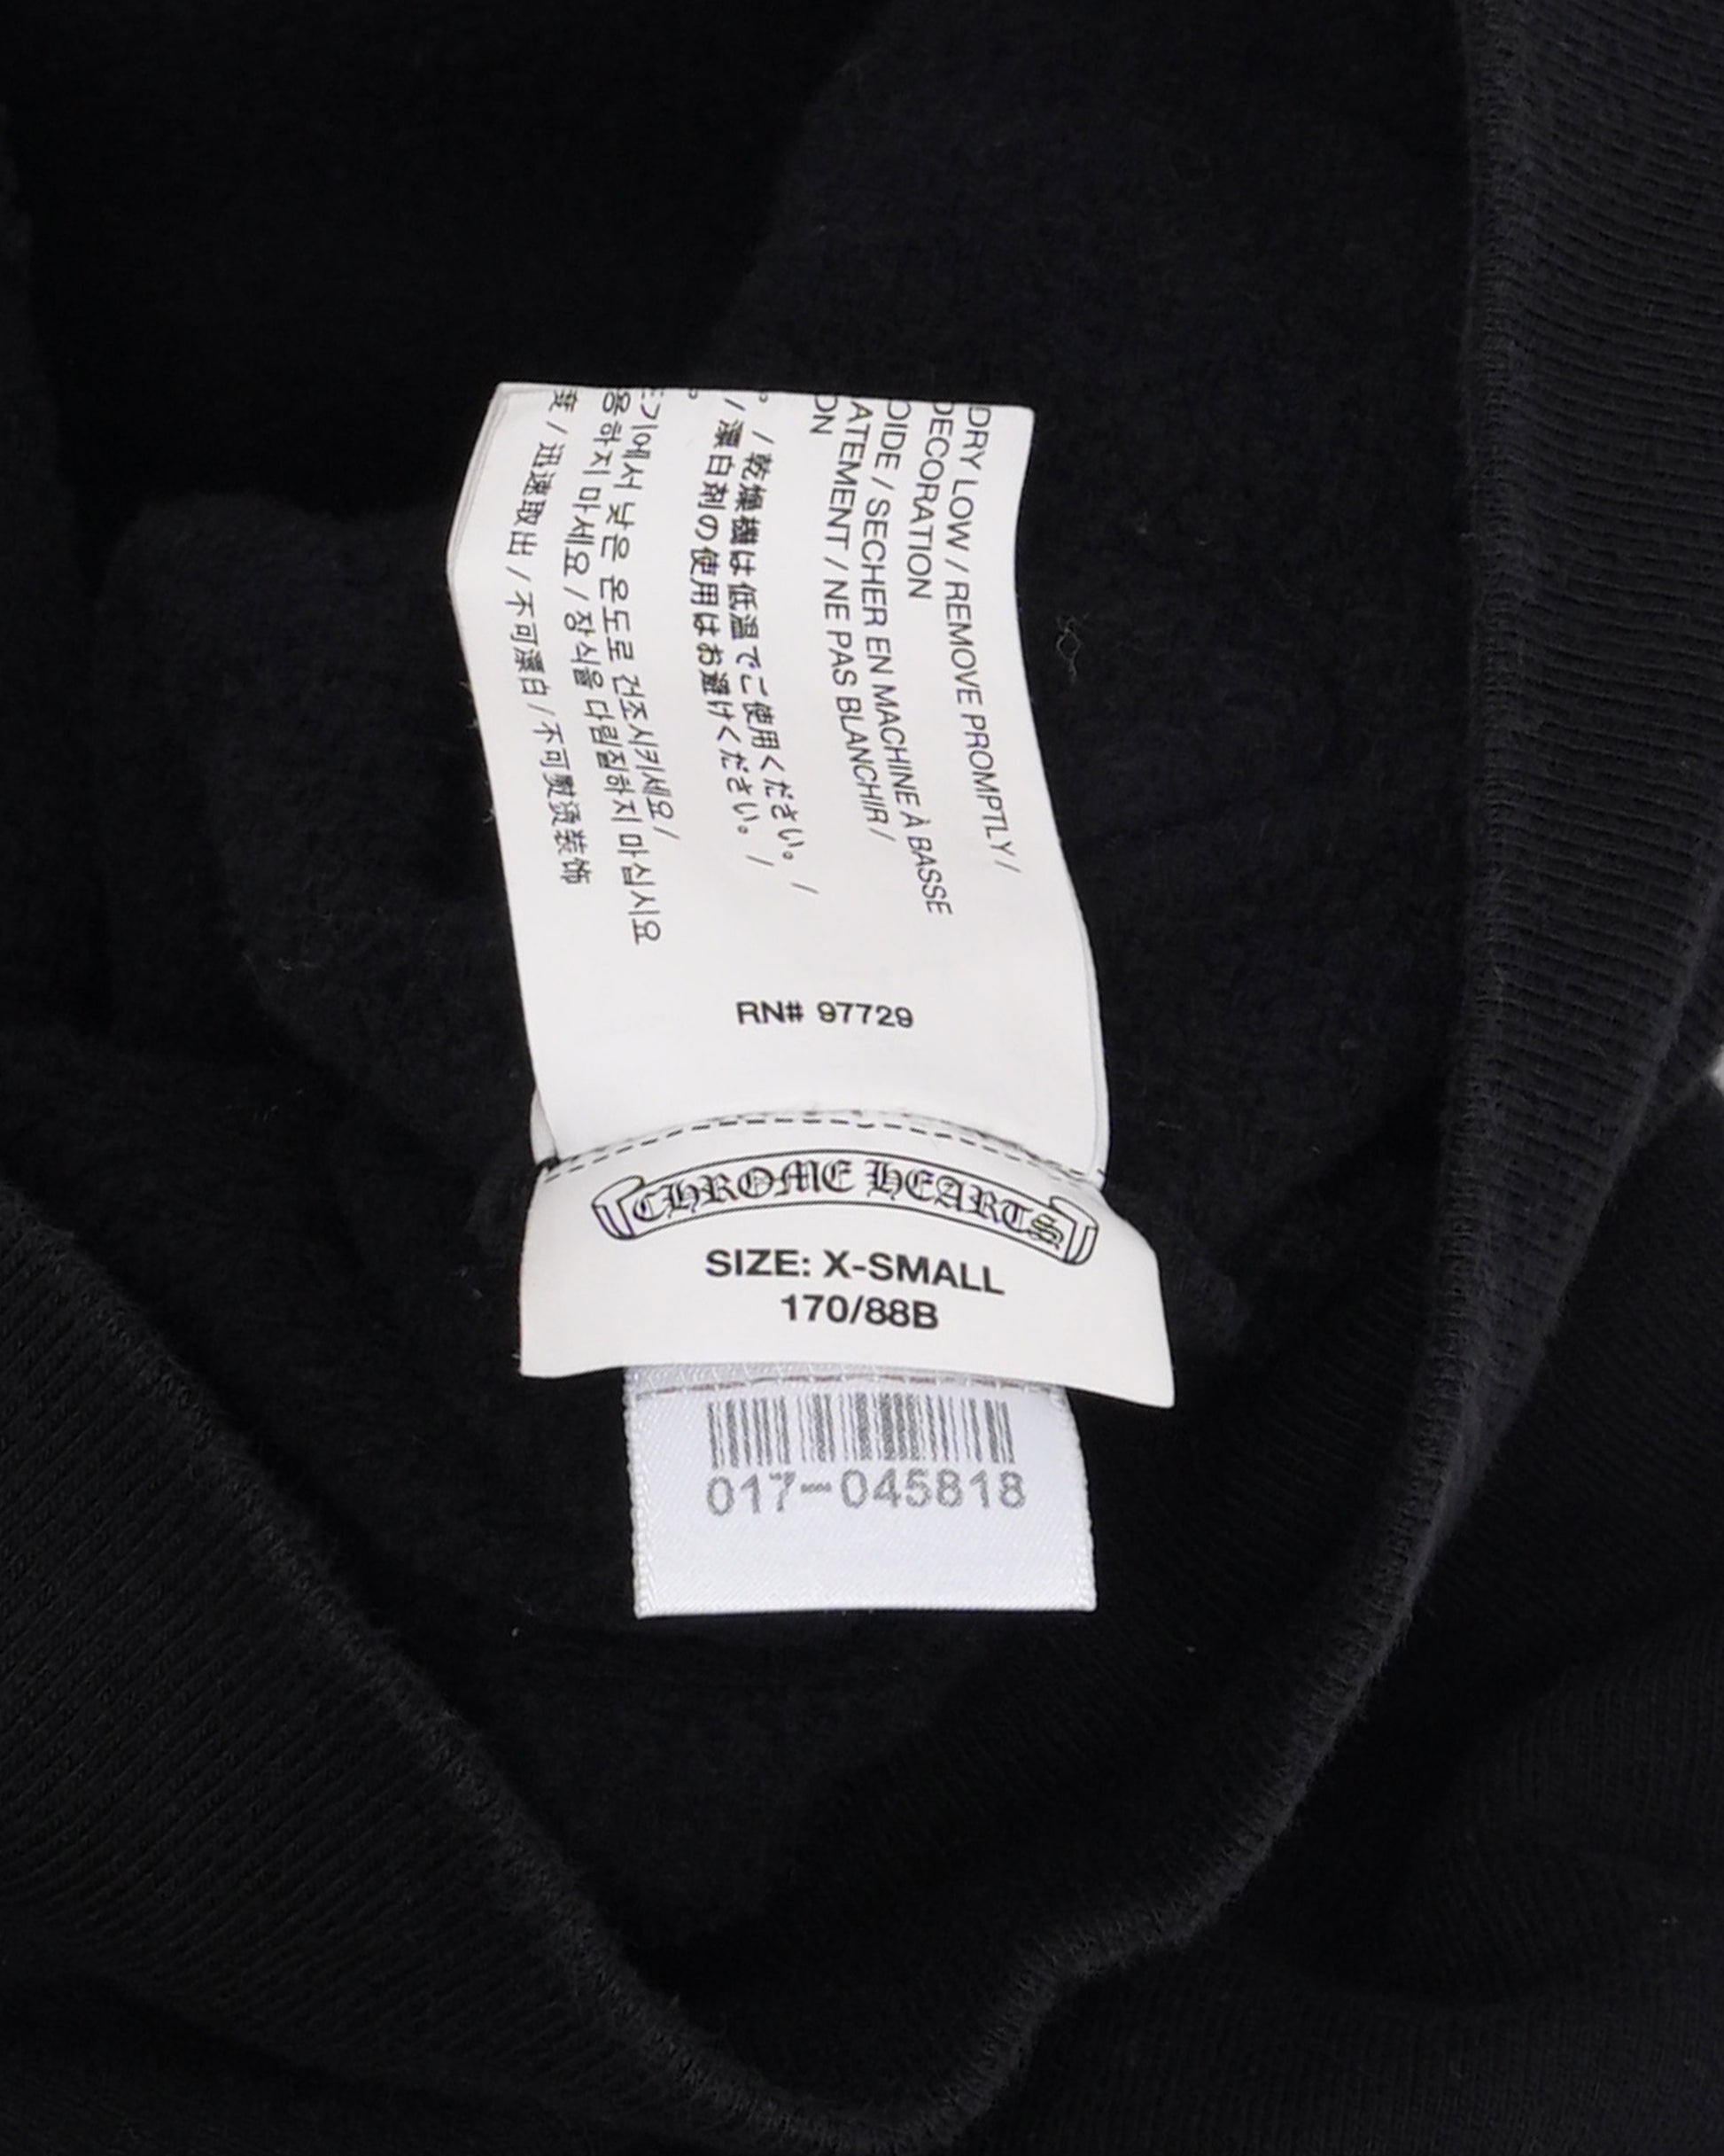 DRY LOW / REMOVE PROMPTLY /
DECORATION
OIDE / SECHER EN MACHINE À BASSE
ATEMENT / NE PAS BLANCHIR /
ON
。 / 乾燥機は低温でご使用ください。 /
/ 漂白剤の使用はお避けください。 /
。
기에서 낮은 온도로 건조시키세요 /
용하지 마세요 / 장식을 다림질하지 마십시요
/ 迅速取出 / 不可漂白 / 不可熨烫装饰
RN# 97729
CHROME HEARTS
SIZE: X-SMALL
170/88B
017-045818